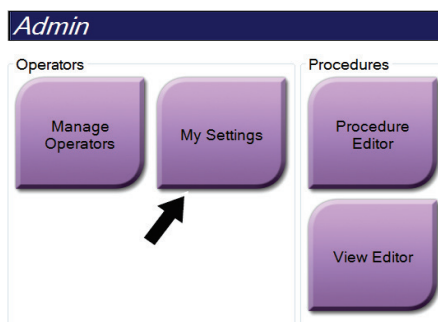 Admin
Operators
Manage
Operators
My Settings
Procedures
Procedure
Editor
View Editor